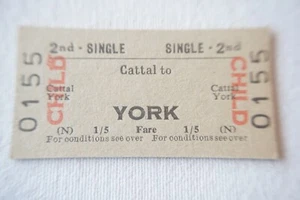 2nd · SINGLE SINGLE · 2nd
Cattal to
Cattal Cattal
York York
YORK
(N) 1/5 Fare 1/5 (N)
For conditions see over For conditions see over
CHILD CHILD
0155 0155